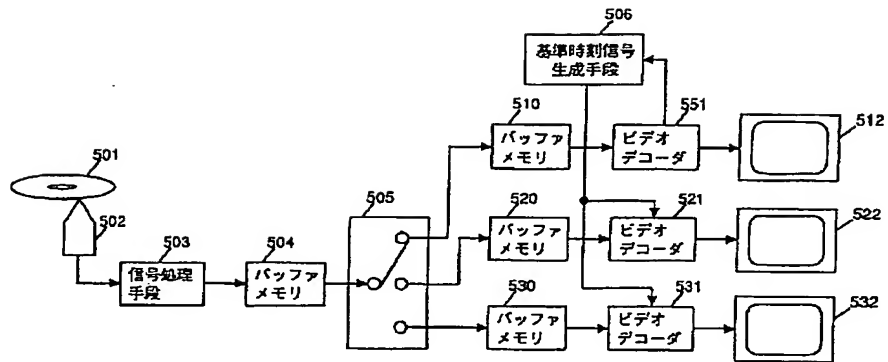 506
基準時刻信号
生成手段
510
バッファ
メモリ
551
ビデオ
デコーダ
512
501
502
503
信号処理
手段
504
バッファ
メモリ
505
520
バッファ
メモリ
521
ビデオ
デコーダ
522
530
バッファ
メモリ
531
ビデオ
デコーダ
532